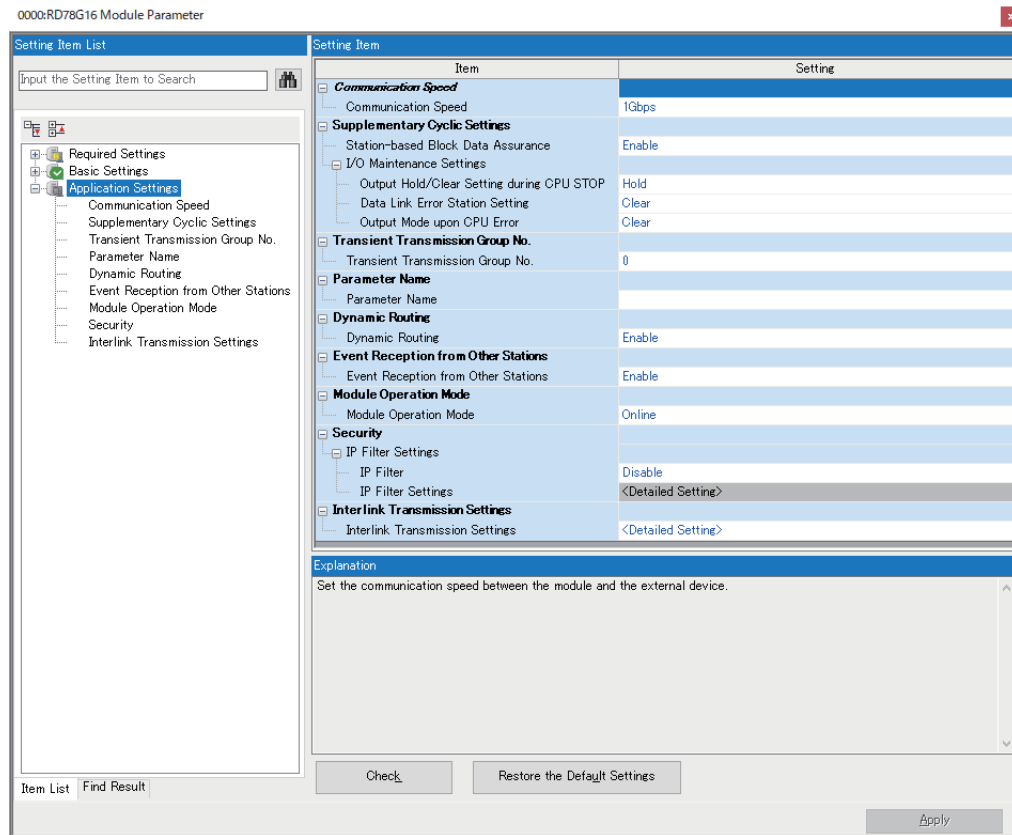 0000:RD78G16 Module Parameter
Setting Item List
Input the Setting Item to Search
Required Settings
Basic Settings
Application Settings
Communication Speed
Supplementary Cyclic Settings
Transient Transmission Group No.
Parameter Name
Dynamic Routing
Event Reception from Other Stations
Module Operation Mode
Security
Interlink Transmission Settings
Item List Find Result
Setting Item
Item Setting
Communication Speed
Communication Speed 1Gbps
Supplementary Cyclic Settings
Station-based Block Data Assurance Enable
I/O Maintenance Settings
Output Hold/Clear Setting during CPU STOP Hold
Data Link Error Station Setting Clear
Output Mode upon CPU Error Clear
Transient Transmission Group No.
Transient Transmission Group No. 0
Parameter Name
Parameter Name
Dynamic Routing
Dynamic Routing Enable
Event Reception from Other Stations
Event Reception from Other Stations Enable
Module Operation Mode
Module Operation Mode Online
Security
IP Filter Settings
IP Filter Disable
IP Filter Settings <Detailed Setting>
Interlink Transmission Settings
Interlink Transmission Settings <Detailed Setting>
Explanation
Set the communication speed between the module and the external device.
Check Restore the Default Settings
Apply